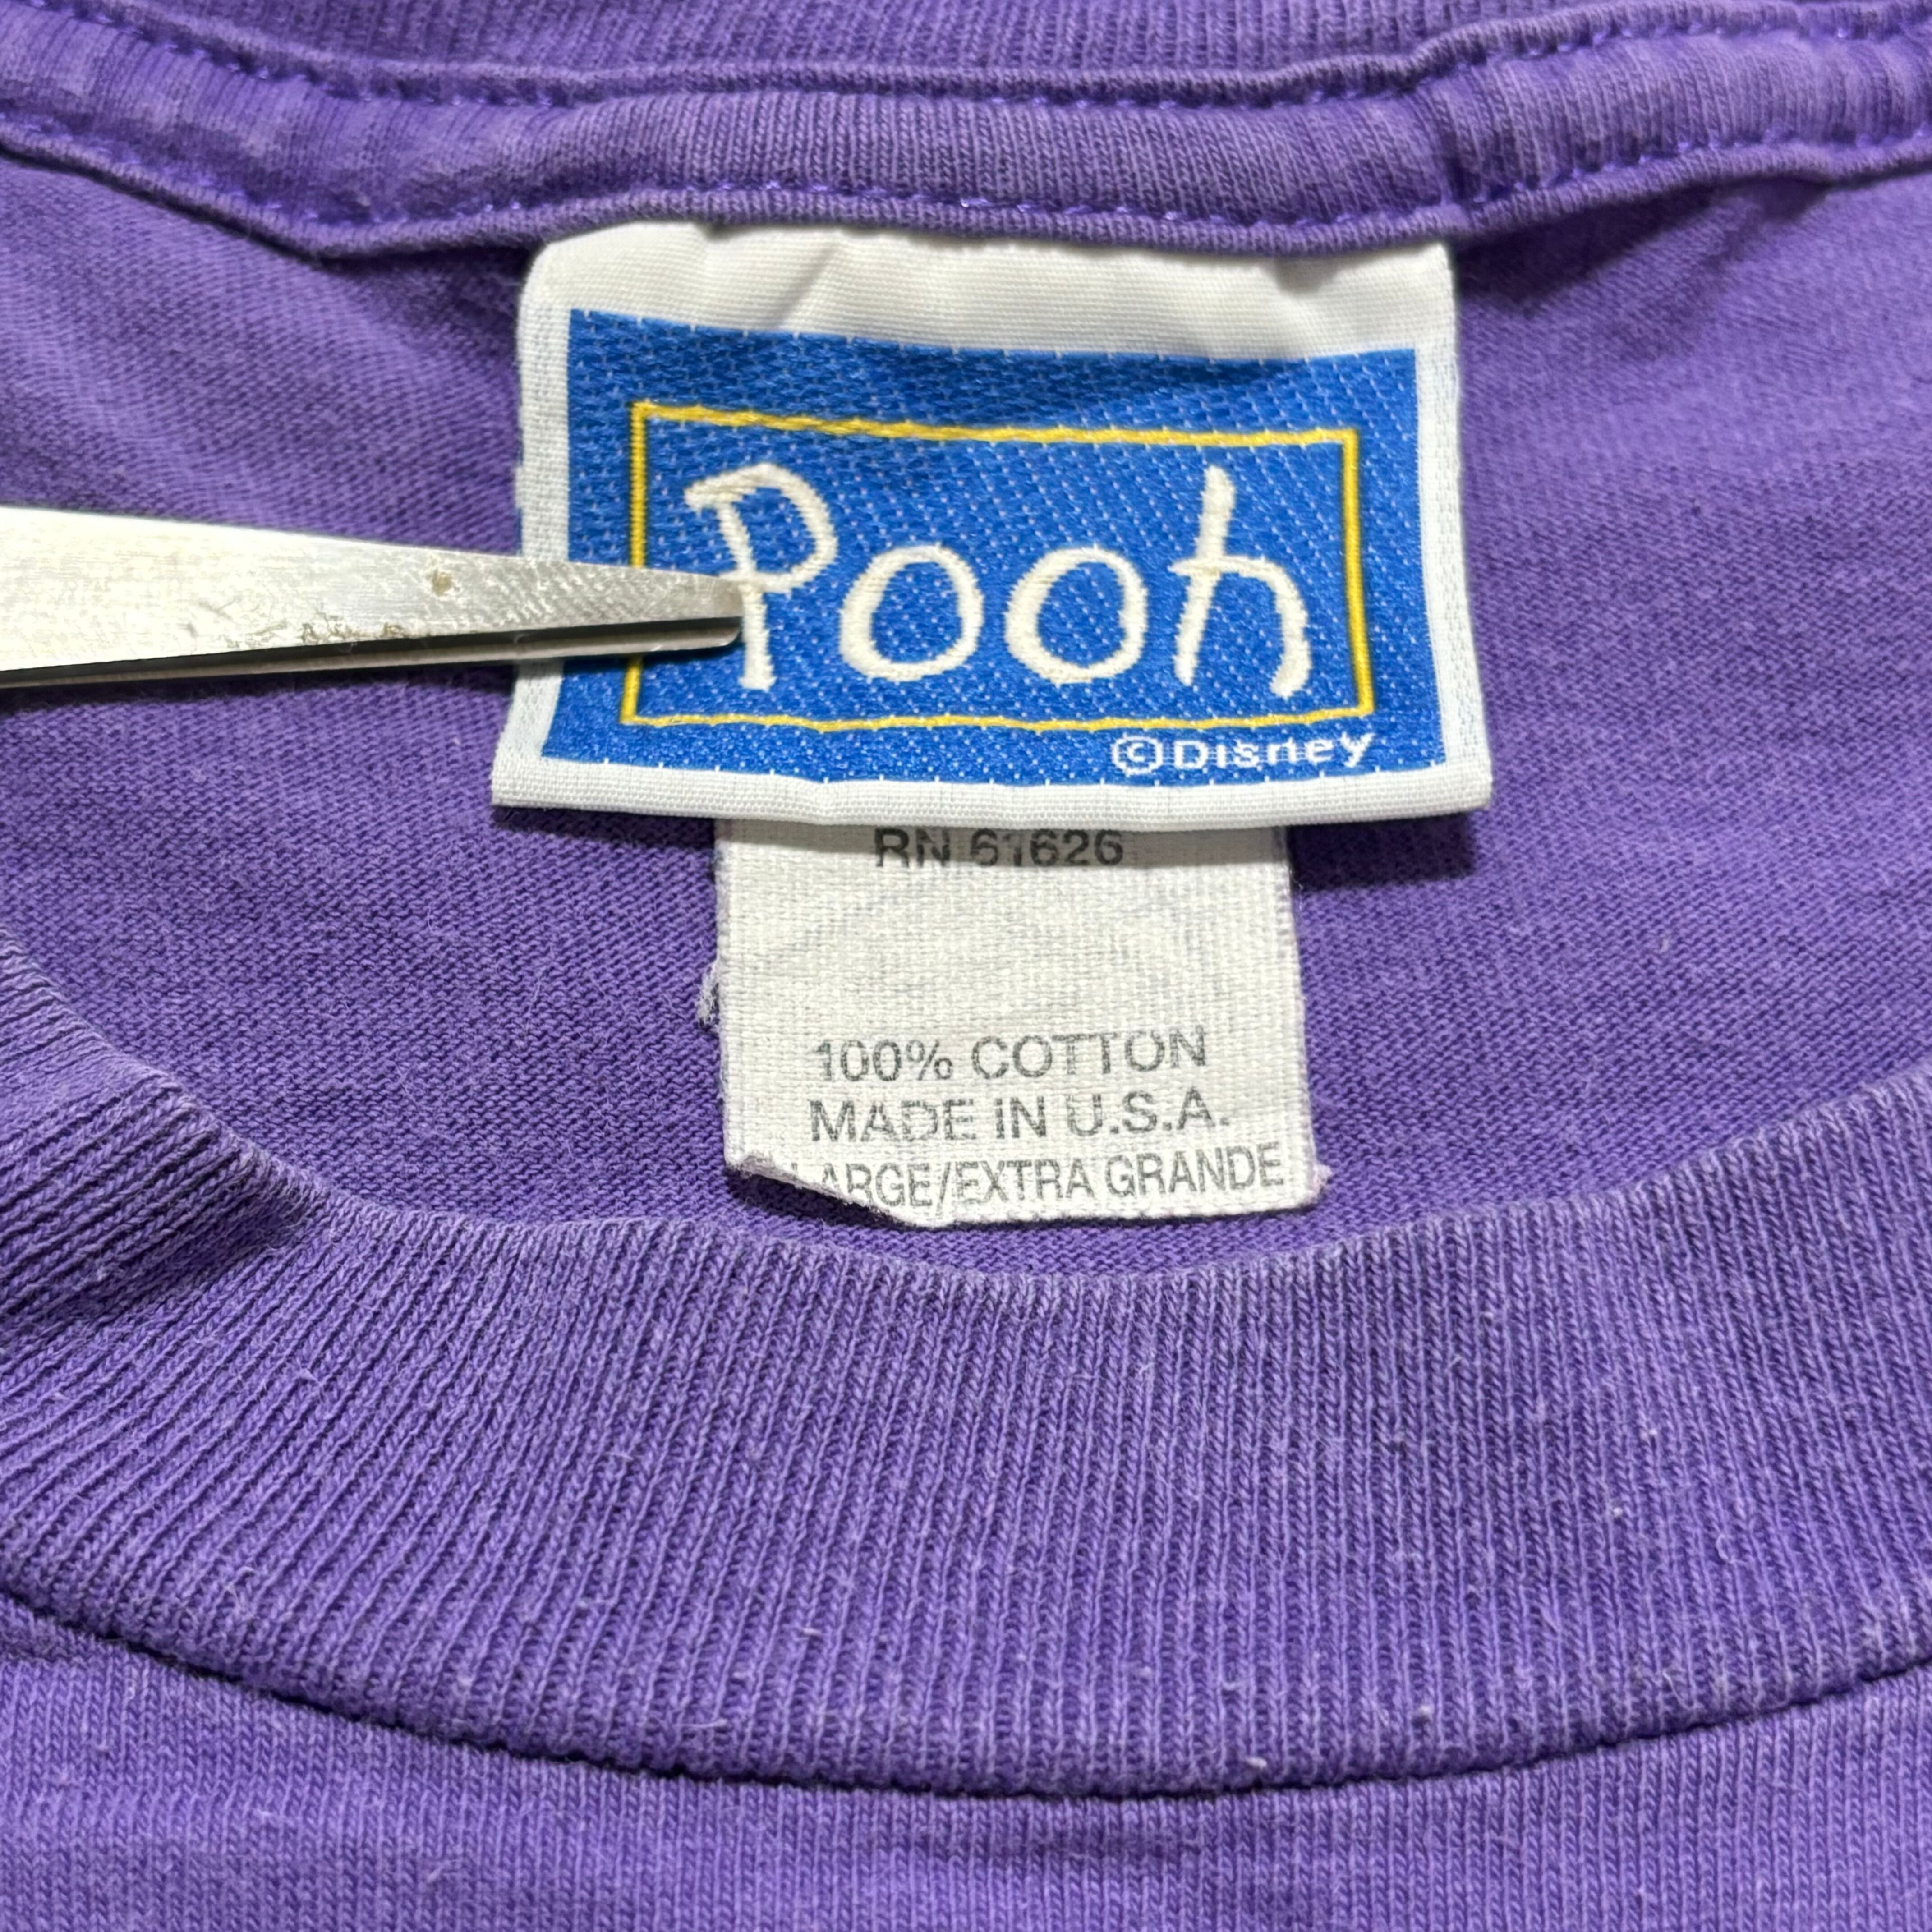 Pooh
©Disney
RN 61626
100% COTTON
MADE IN U.S.A.
LARGE/EXTRA GRANDE